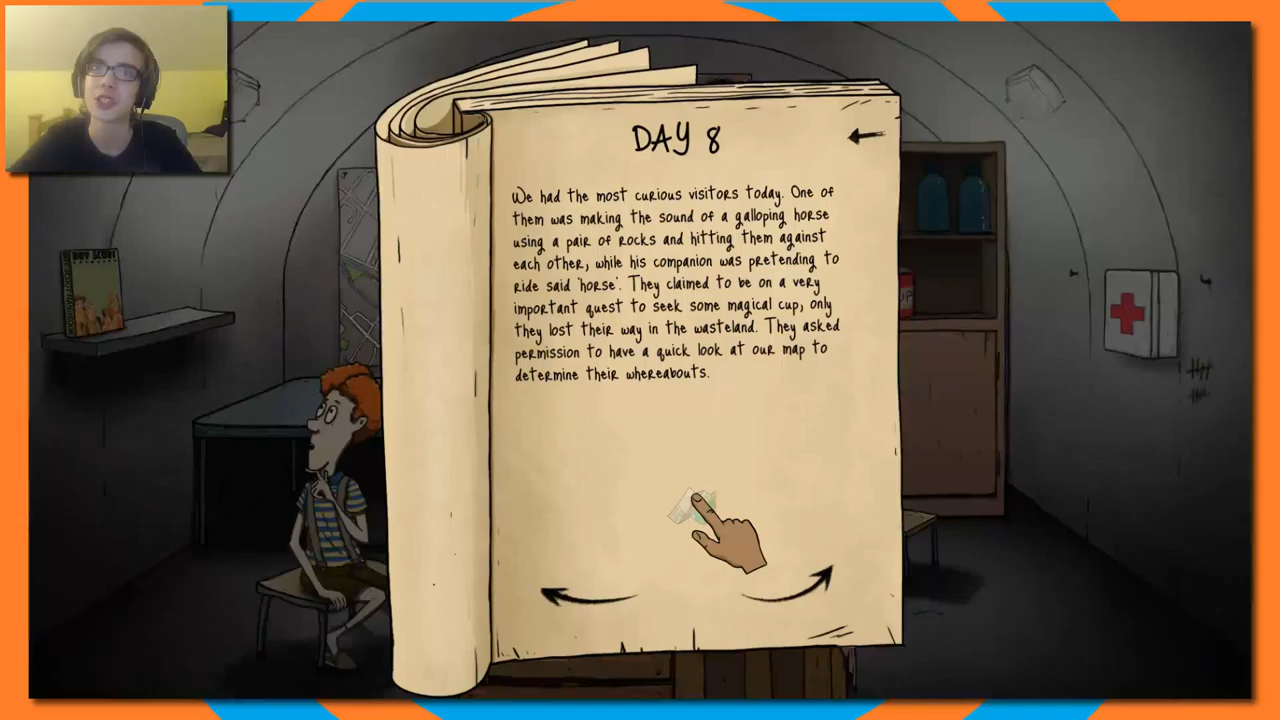 DAY 8
We had the most curious visitors today. One of
them was making the sound of a galloping horse
using a pair of rocks and hitting them against
each other, while his companion was pretending to
ride said 'horse'. They claimed to be on a very
important quest to seek some magical cup, only
they lost their way in the wasteland. They asked
permission to have a quick look at our map to
determine their whereabouts.
BOY SCOUT